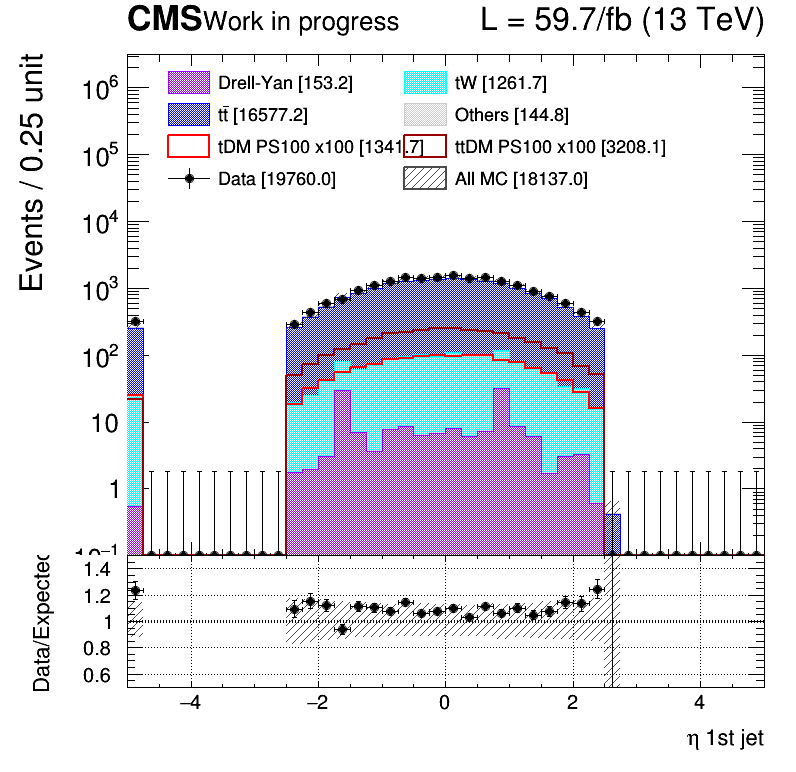 CMS Work in progress L = 59.7/fb (13 TeV)
Events / 0.25 unit
Drell-Yan [153.2] tW [1261.7]
tt̄ [16577.2] Others [144.8]
tDM PS100 x100 [1341.7] ttDM PS100 x100 [3208.1]
Data [19760.0] All MC [18137.0]
10⁶
10⁵
10⁴
10³
10²
10
1
10⁻¹
Data/Expected
1.4
1.2
1
0.8
0.6
−4 −2 0 2 4
η 1st jet